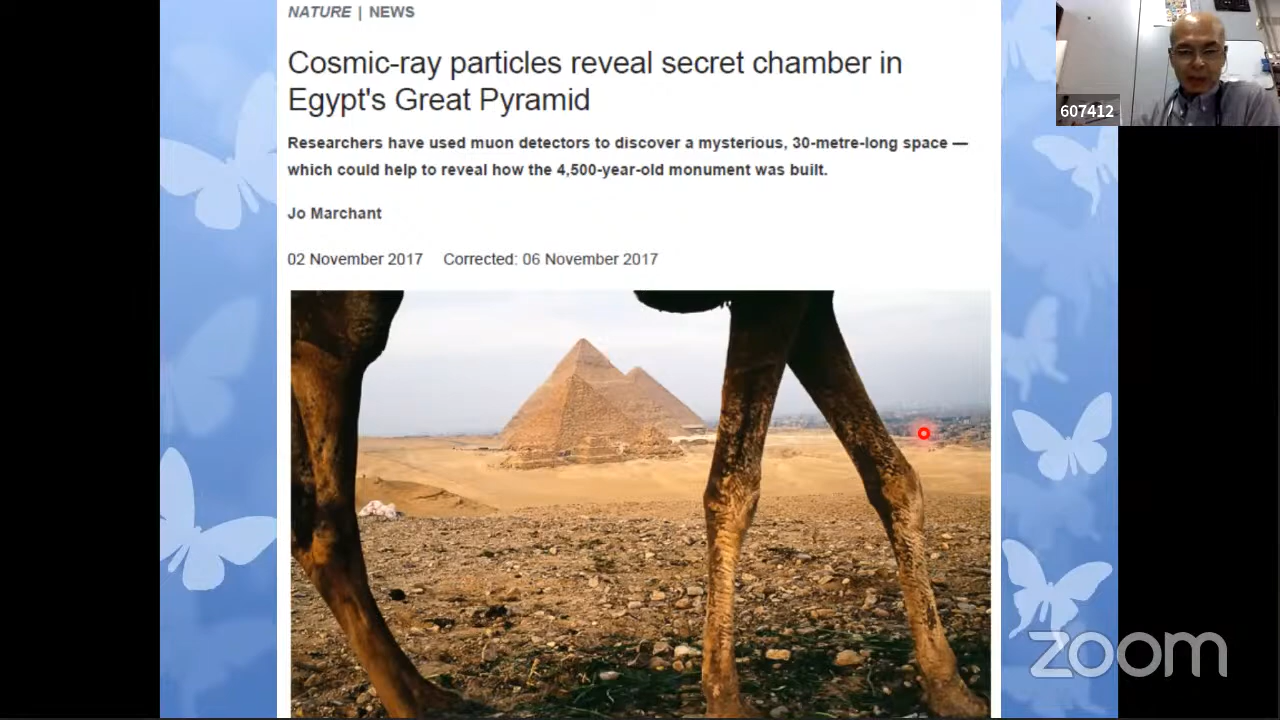 NATURE | NEWS
Cosmic-ray particles reveal secret chamber in
Egypt's Great Pyramid
Researchers have used muon detectors to discover a mysterious, 30-metre-long space —
which could help to reveal how the 4,500-year-old monument was built.
Jo Marchant
02 November 2017 Corrected: 06 November 2017
607412
zoom